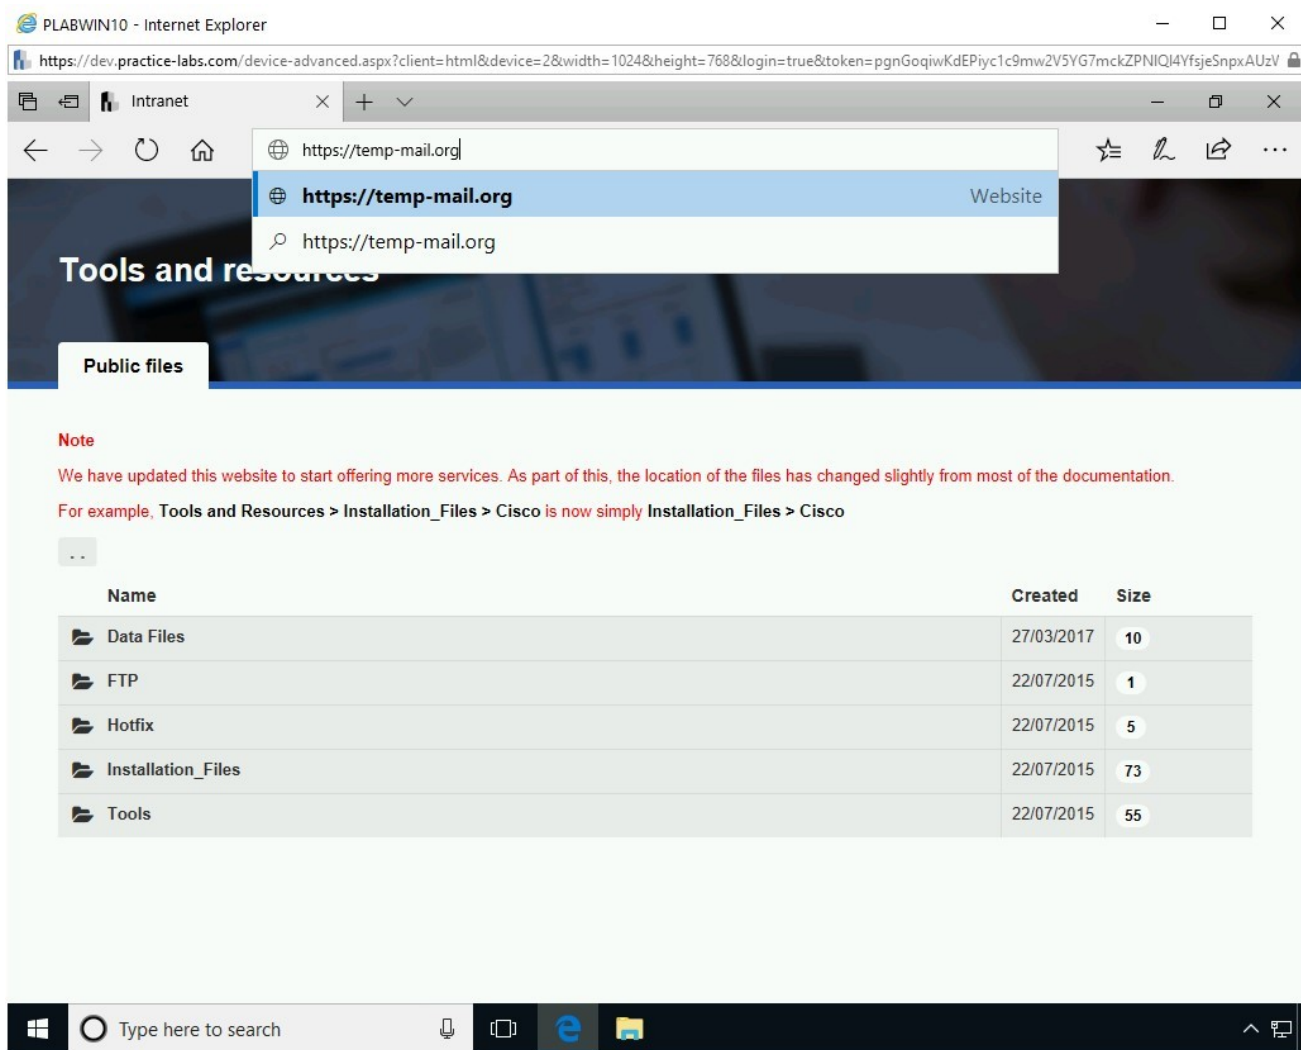 PLABWIN10 - Internet Explorer
https://dev.practice-labs.com/device-advanced.aspx?client=html&device=2&width=1024&height=768&login=true&token=pgnGoqiwKdEPiyc1c9mw2V5YG7mckZPNIQI4YfsjeSnpxAUzV
Intranet
https://temp-mail.org
https://temp-mail.org Website
https://temp-mail.org
Tools and resources
Public files
Note
We have updated this website to start offering more services. As part of this, the location of the files has changed slightly from most of the documentation.
For example, Tools and Resources > Installation_Files > Cisco is now simply Installation_Files > Cisco
. .
Name Created Size
Data Files 27/03/2017 10
FTP 22/07/2015 1
Hotfix 22/07/2015 5
Installation_Files 22/07/2015 73
Tools 22/07/2015 55
Type here to search